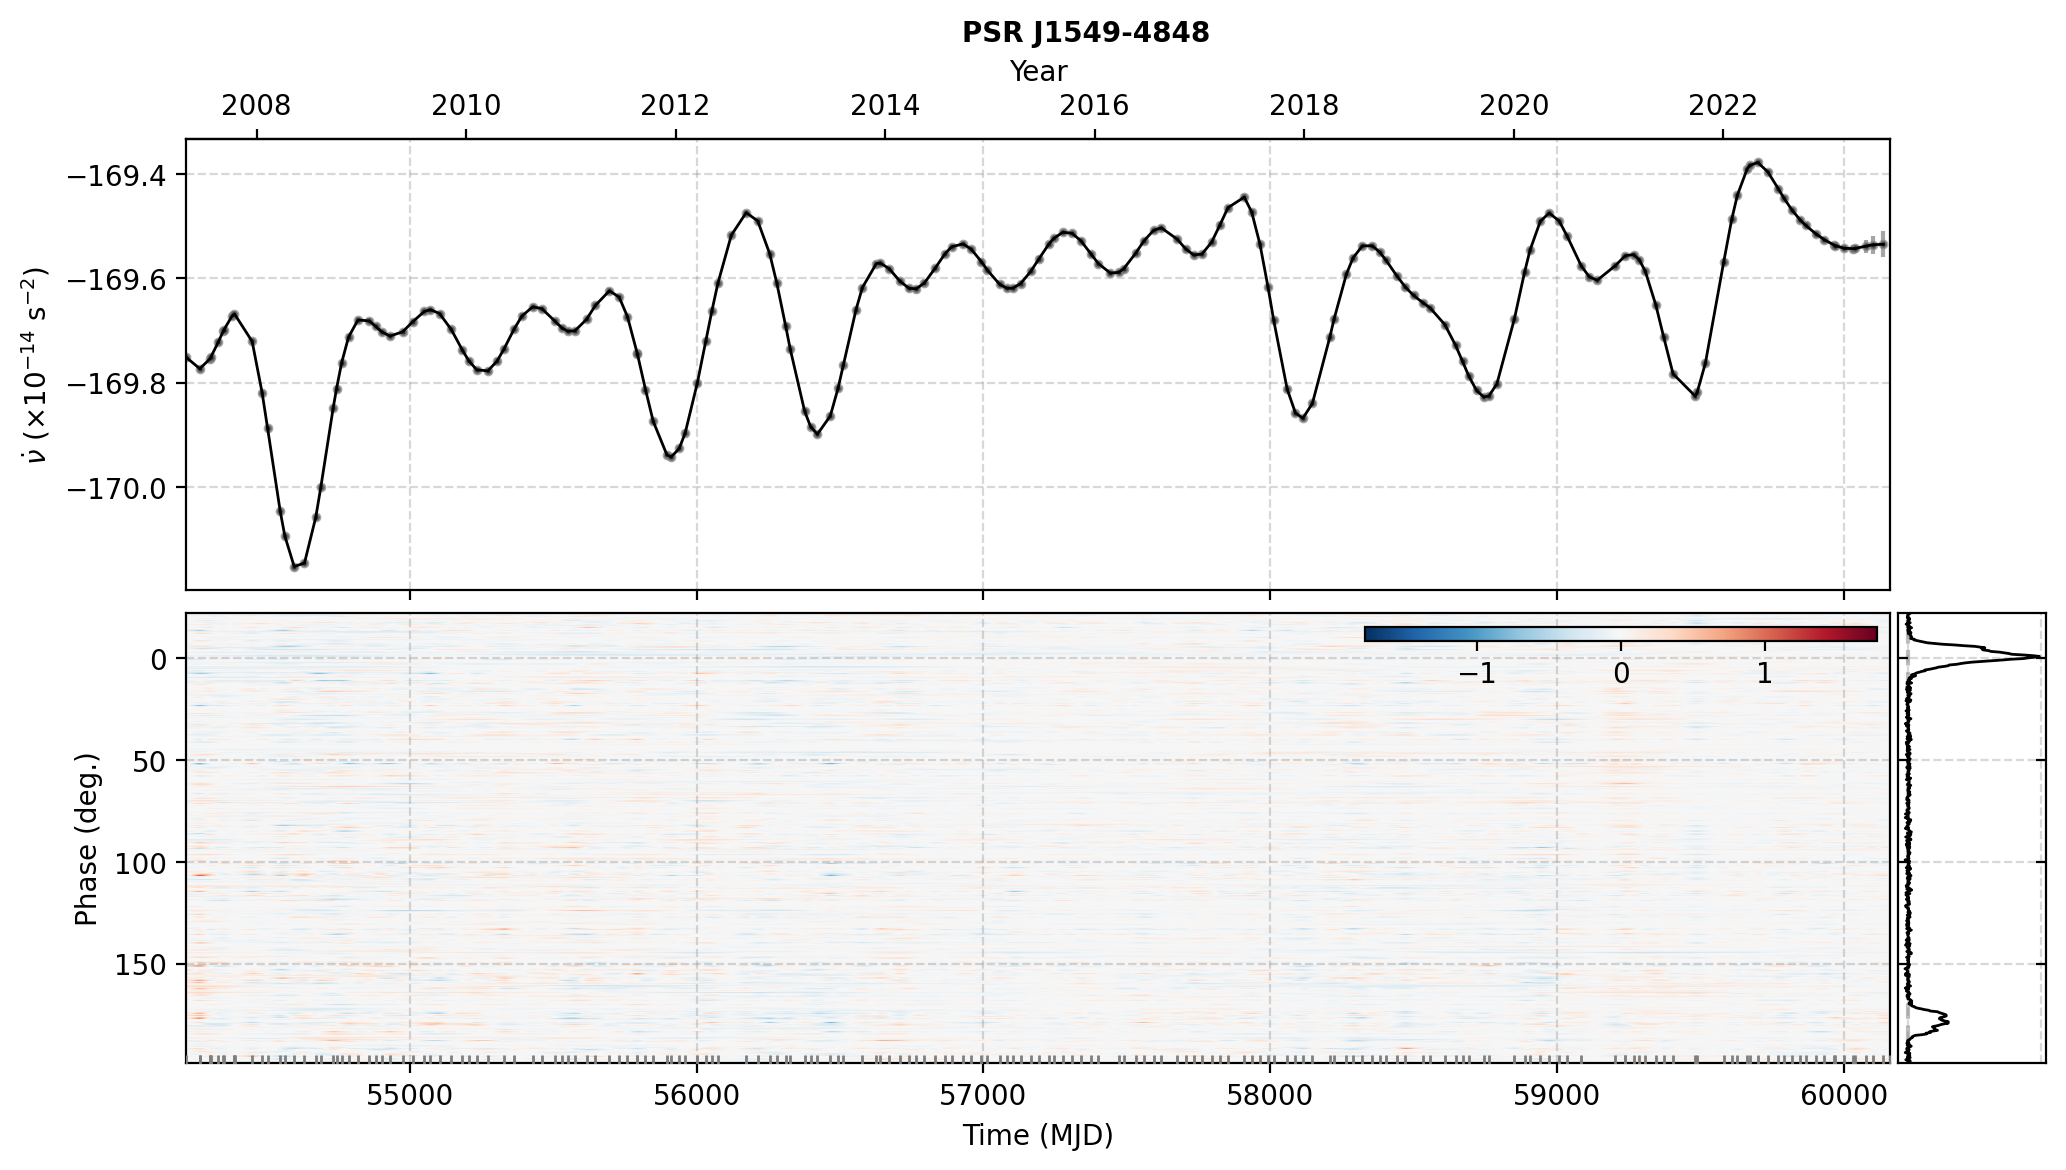 PSR J1549-4848
Year
2008 2010 2012 2014 2016 2018 2020 2022
−169.4
−169.6
−169.8
−170.0
ν̇ (×10⁻¹⁴ s⁻²)
−1 0 1
0
50
100
150
Phase (deg.)
55000 56000 57000 58000 59000 60000
Time (MJD)